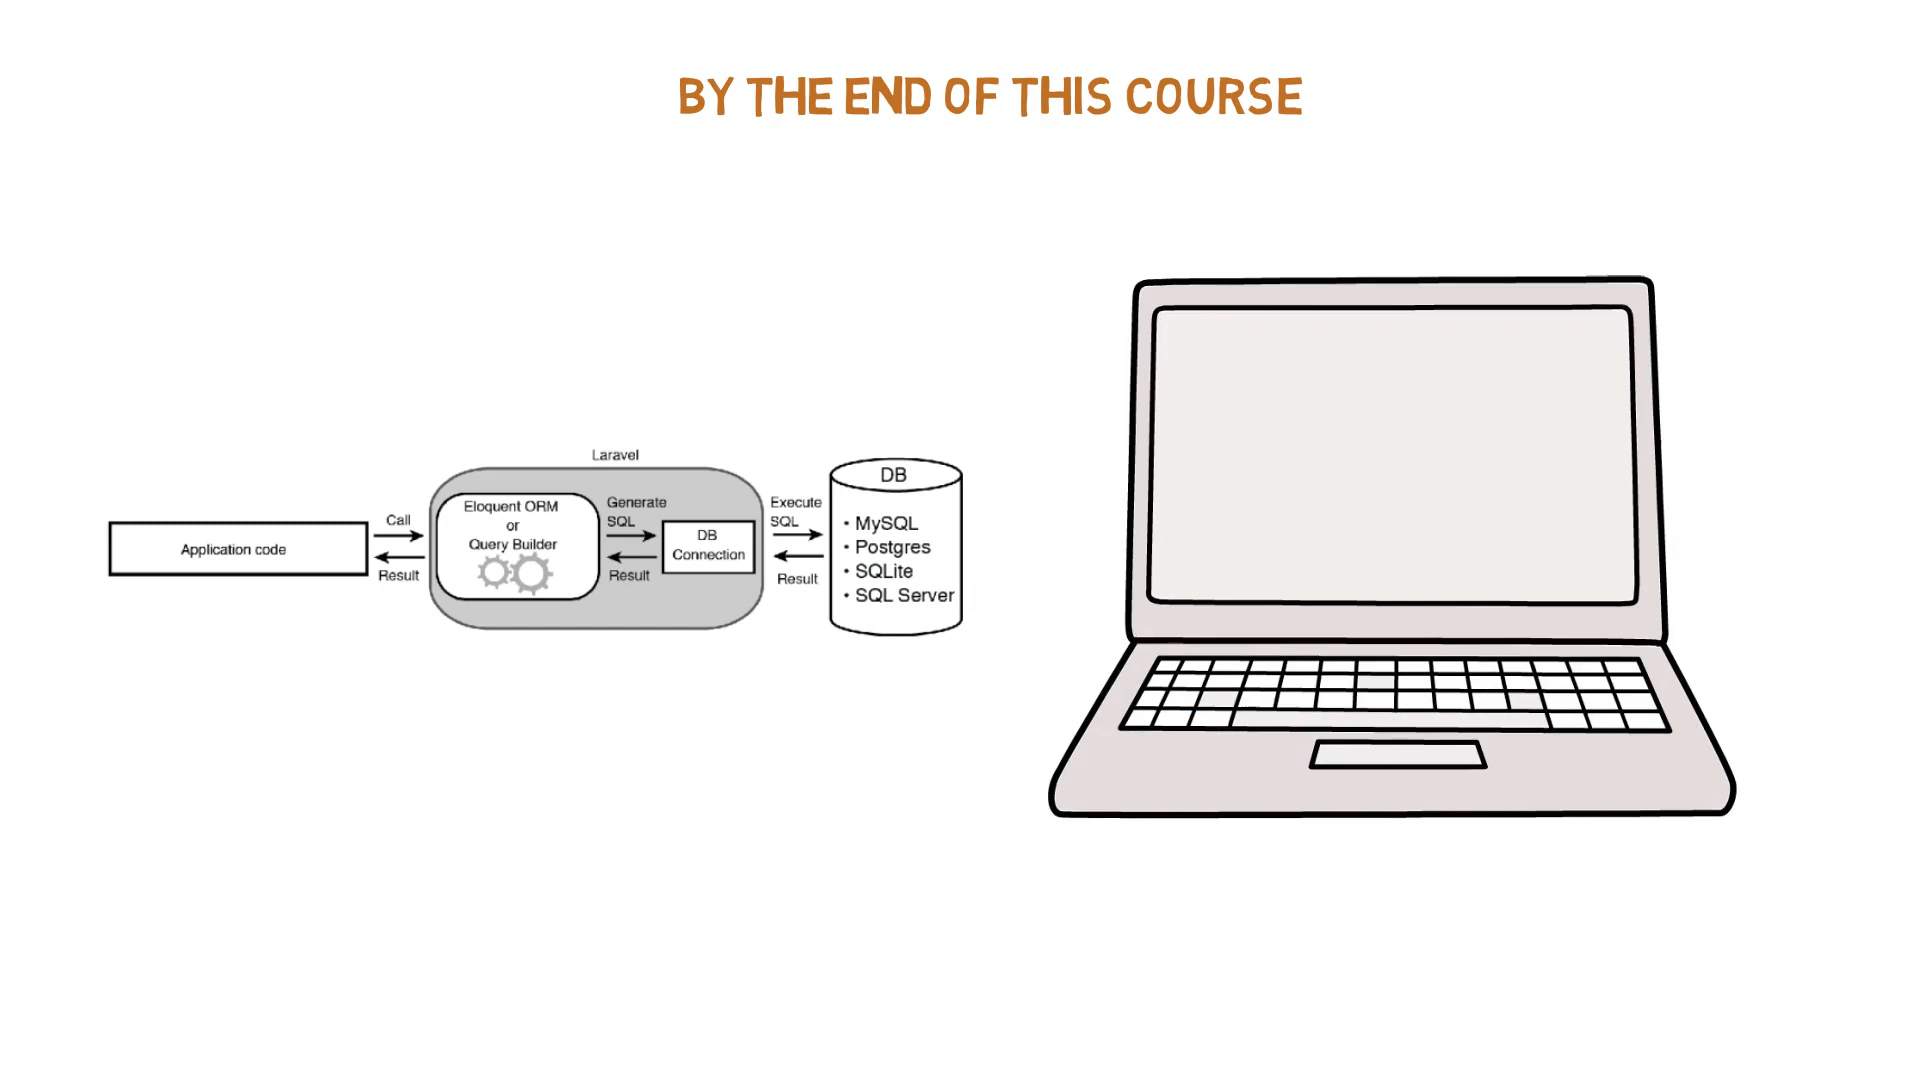 BY THE END OF THIS COURSE
Laravel
Application code
Call
Result
Eloquent ORM
or
Query Builder
Generate
SQL
Result
DB
Connection
Execute
SQL
Result
DB
• MySQL
• Postgres
• SQLite
• SQL Server